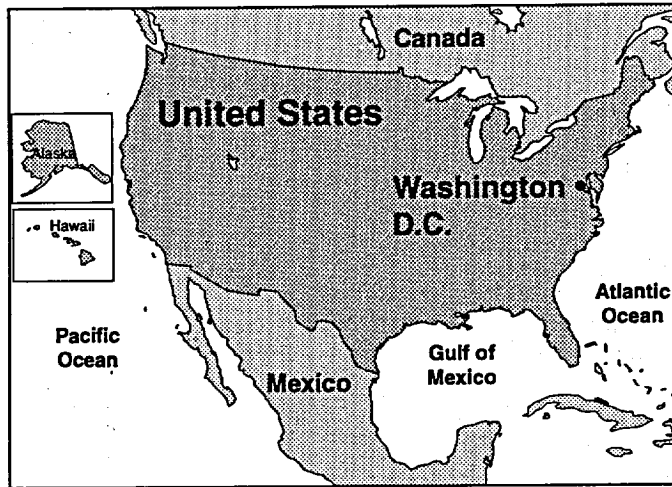 Canada
United States
Alaska
Washington
D.C.
Hawaii
Atlantic
Ocean
Pacific
Ocean
Gulf of
Mexico
Mexico